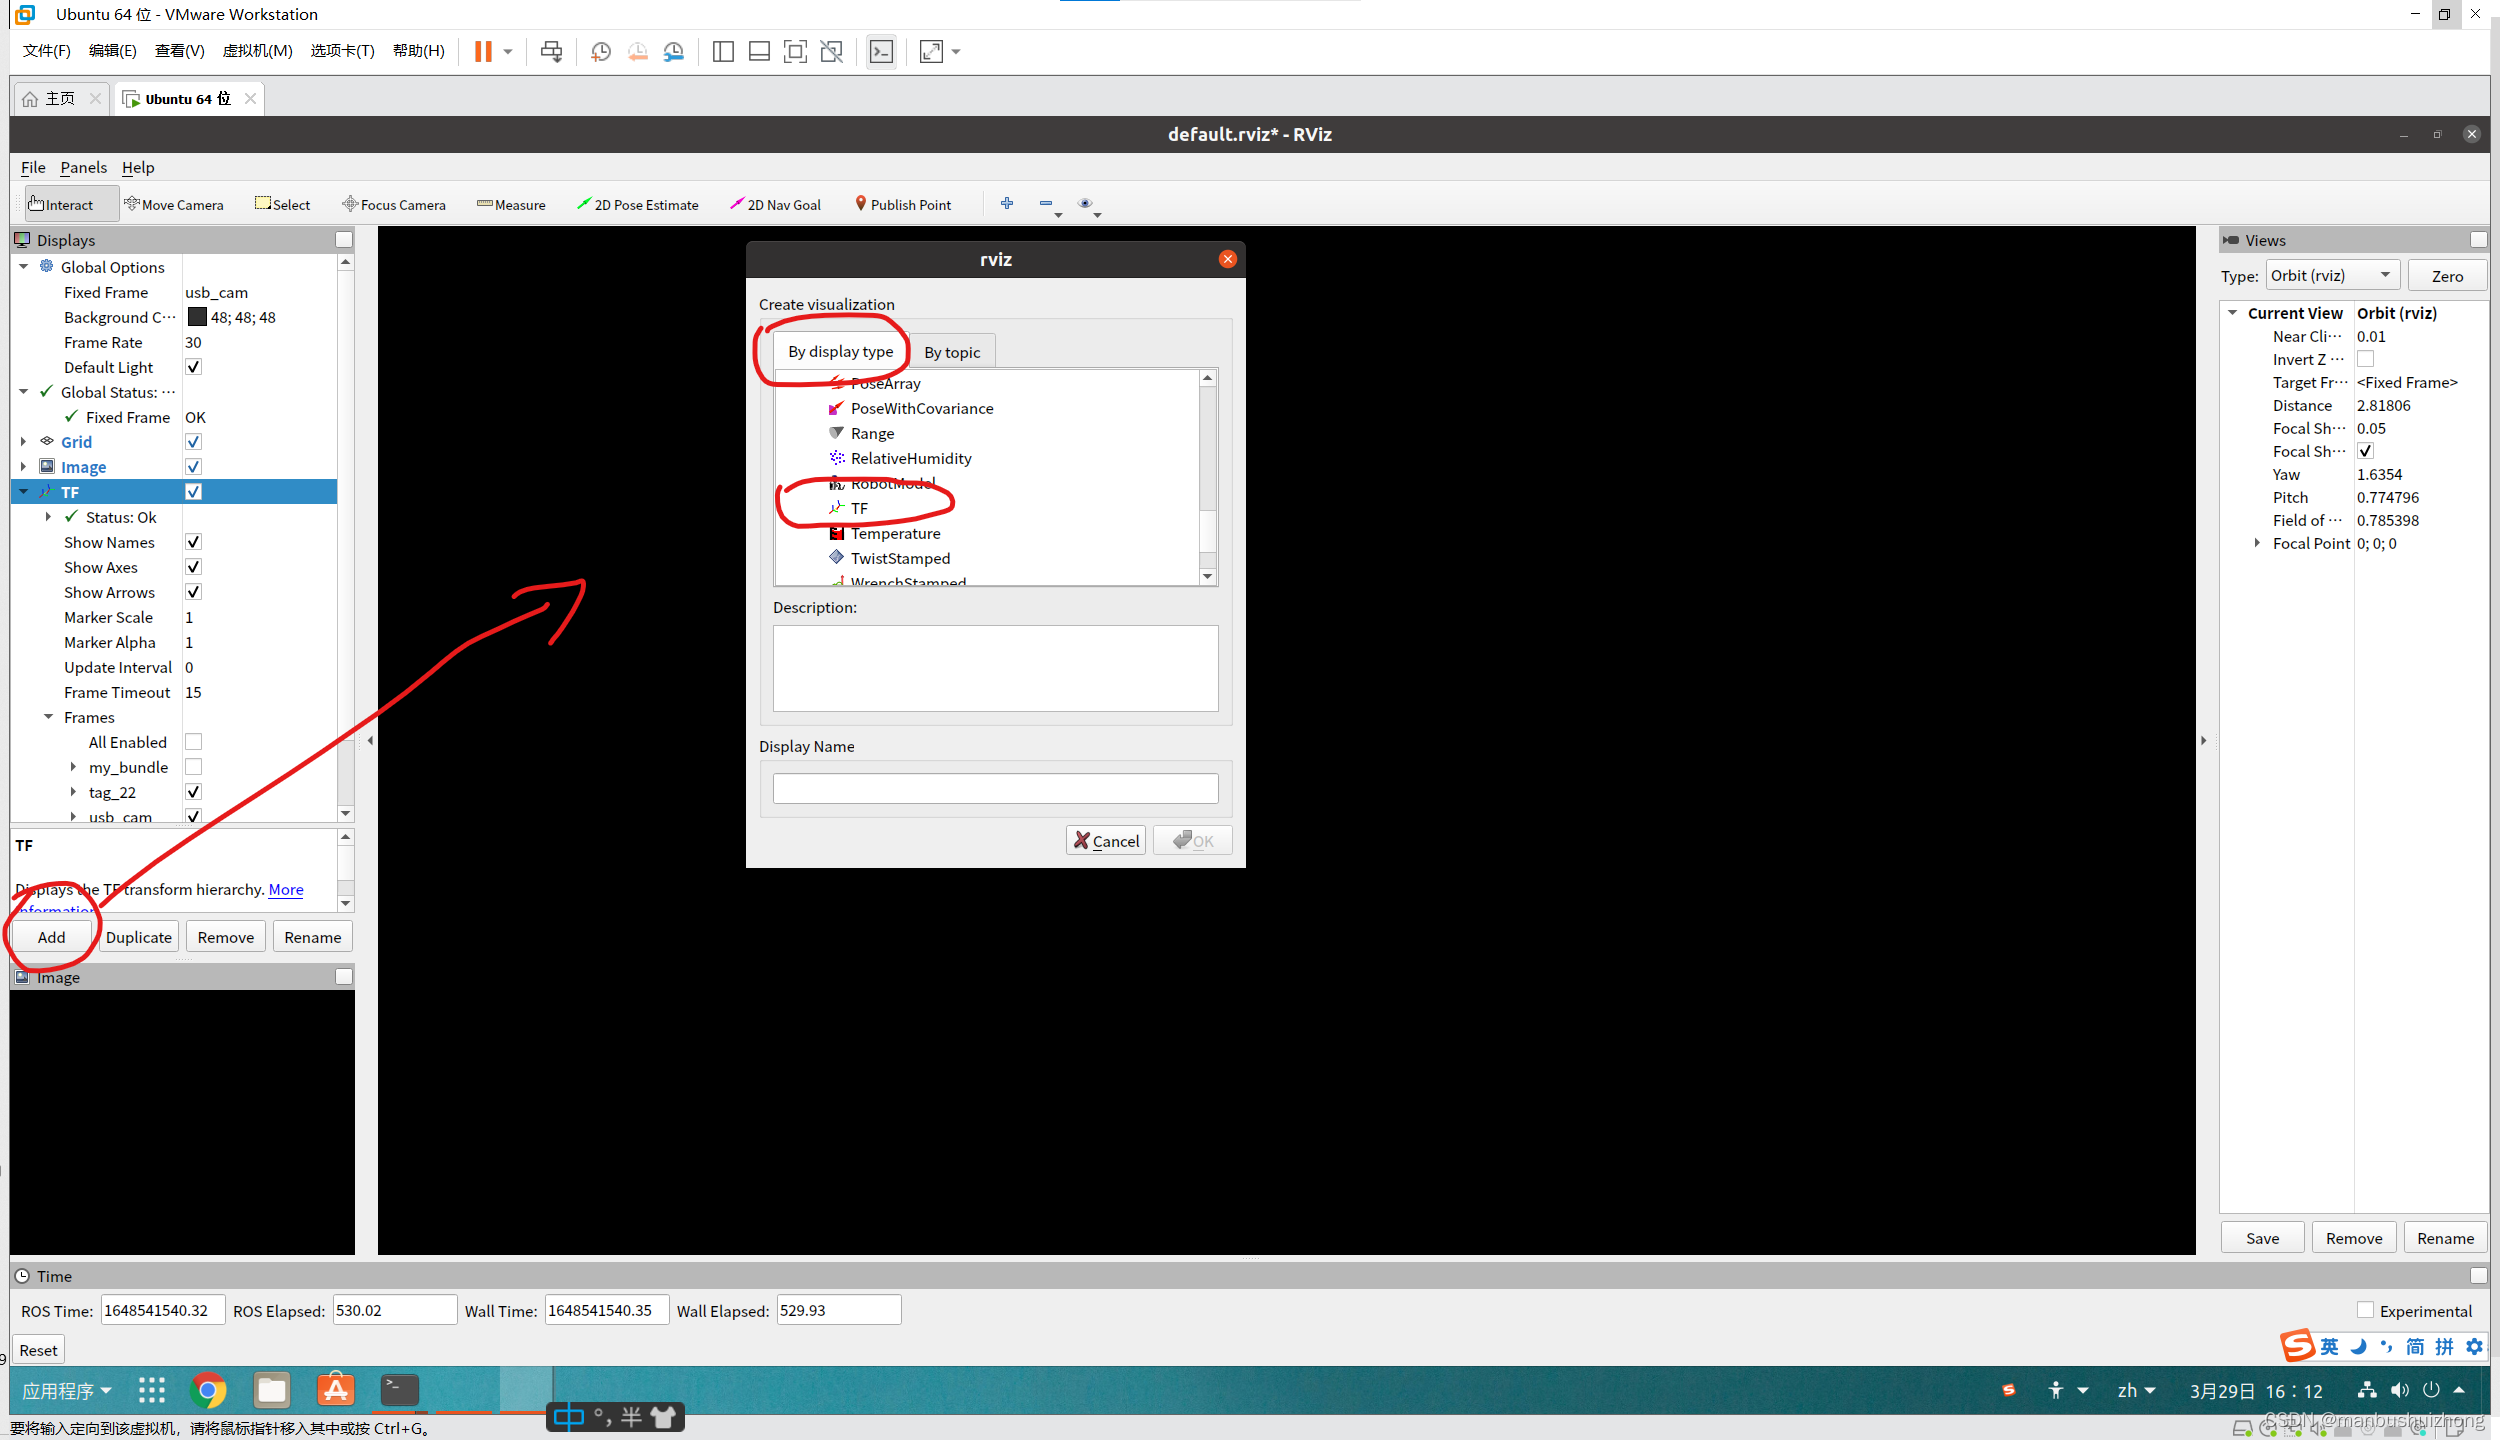 Ubuntu 64 位 - VMware Workstation
文件(F) 编辑(E) 查看(V) 虚拟机(M) 选项卡(T) 帮助(H)
主页 Ubuntu 64 位
default.rviz* - RViz
File Panels Help
Interact Move Camera Select Focus Camera Measure 2D Pose Estimate 2D Nav Goal Publish Point
Displays
Global Options
Fixed Frame usb_cam
Background C··· 48; 48; 48
Frame Rate 30
Default Light
Global Status: ···
Fixed Frame OK
Grid
Image
TF
Status: Ok
Show Names
Show Axes
Show Arrows
Marker Scale 1
Marker Alpha 1
Update Interval 0
Frame Timeout 15
Frames
All Enabled
my_bundle
tag_22
usb_cam
TF
Displays the TF transform hierarchy. More
information
Add Duplicate Remove Rename
Image
rviz
Create visualization
By display type By topic
PoseArray
PoseWithCovariance
Range
RelativeHumidity
RobotModel
TF
Temperature
TwistStamped
WrenchStamped
Description:
Display Name
Cancel OK
Views
Type: Orbit (rviz) Zero
Current View Orbit (rviz)
Near Cli··· 0.01
Invert Z ···
Target Fr··· <Fixed Frame>
Distance 2.81806
Focal Sh··· 0.05
Focal Sh···
Yaw 1.6354
Pitch 0.774796
Field of ··· 0.785398
Focal Point 0; 0; 0
Save Remove Rename
Time
ROS Time: 1648541540.32 ROS Elapsed: 530.02 Wall Time: 1648541540.35 Wall Elapsed: 529.93 Experimental
Reset
英 简 拼
应用程序 zh 3月29日 16：12
中 °, 半
要将输入定向到该虚拟机，请将鼠标指针移入其中或按 Ctrl+G。
CSDN @manbushuizhong